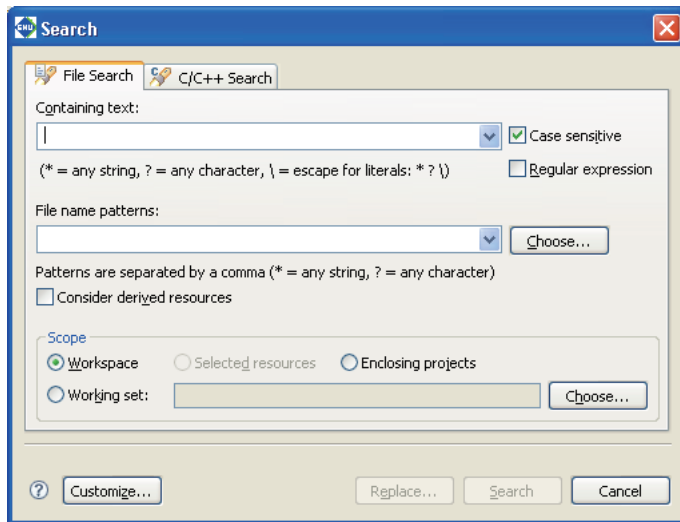 GNU Search
File Search C/C++ Search
Containing text:
Case sensitive
(* = any string, ? = any character, \ = escape for literals: * ? \)
Regular expression
File name patterns:
Choose...
Patterns are separated by a comma (* = any string, ? = any character)
Consider derived resources
Scope
Workspace Selected resources Enclosing projects
Working set: Choose...
? Customize... Replace... Search Cancel